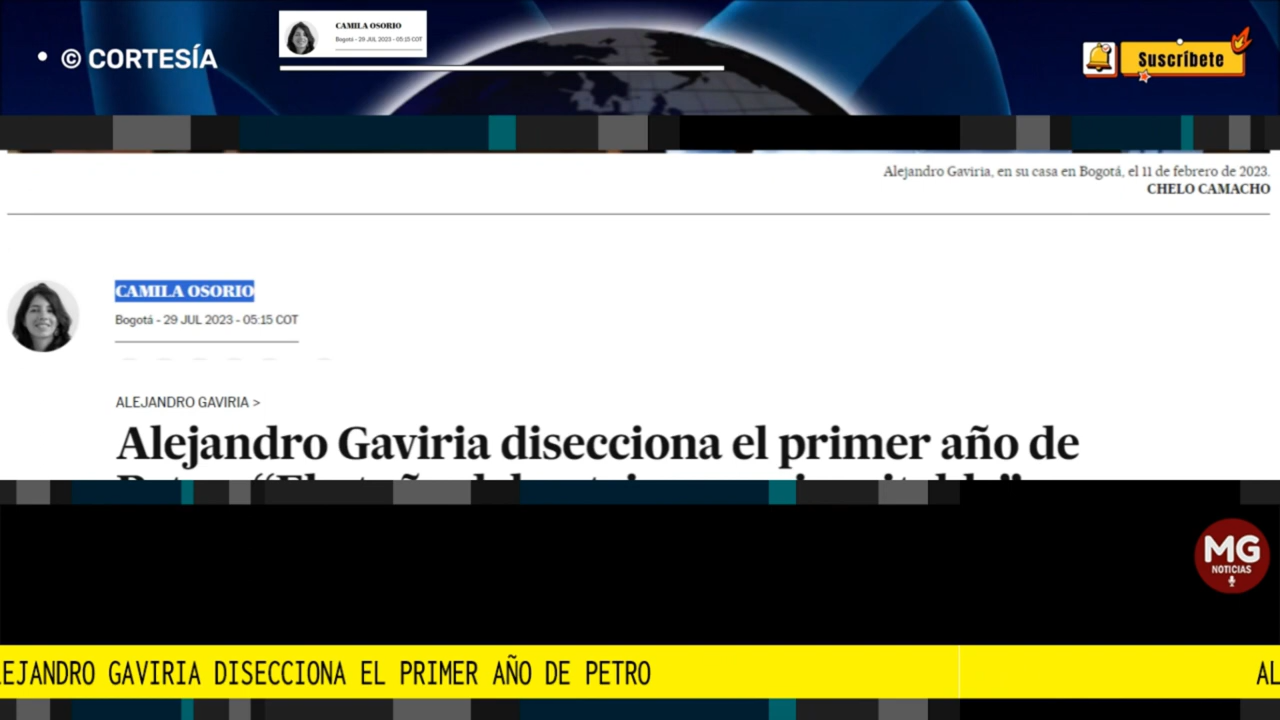 • © CORTESÍA
CAMILA OSORIO
Bogotá - 29 JUL 2023 - 05:15 COT
Suscríbete
Alejandro Gaviria, en su casa en Bogotá, el 11 de febrero de 2023.
CHELO CAMACHO
CAMILA OSORIO
Bogotá - 29 JUL 2023 - 05:15 COT
ALEJANDRO GAVIRIA >
Alejandro Gaviria disecciona el primer año de
MG
NOTICIAS
EJANDRO GAVIRIA DISECCIONA EL PRIMER AÑO DE PETRO
AL